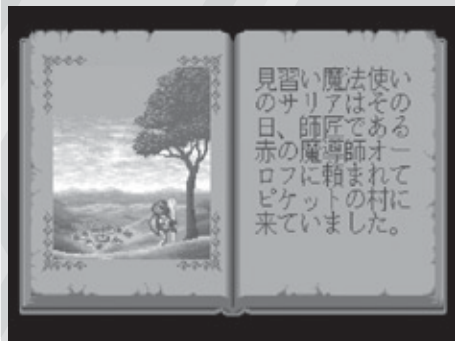 見習い魔法使い
のサリアはその
日、師匠である
赤の魔導師オー
ロフに頼まれて
ピケットの村に
来ていました。